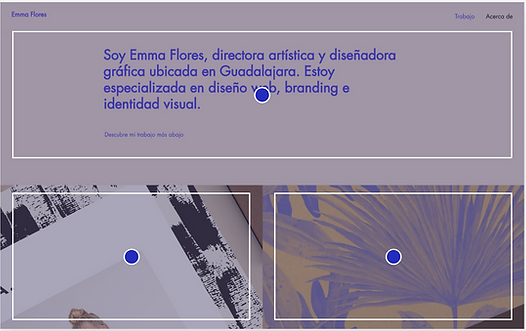 Emma Flores
Trabajo Acerca de
Soy Emma Flores, directora artística y diseñadora
gráfica ubicada en Guadalajara. Estoy
especializada en diseño web, branding e
identidad visual.
Descubre mi trabajo más abajo